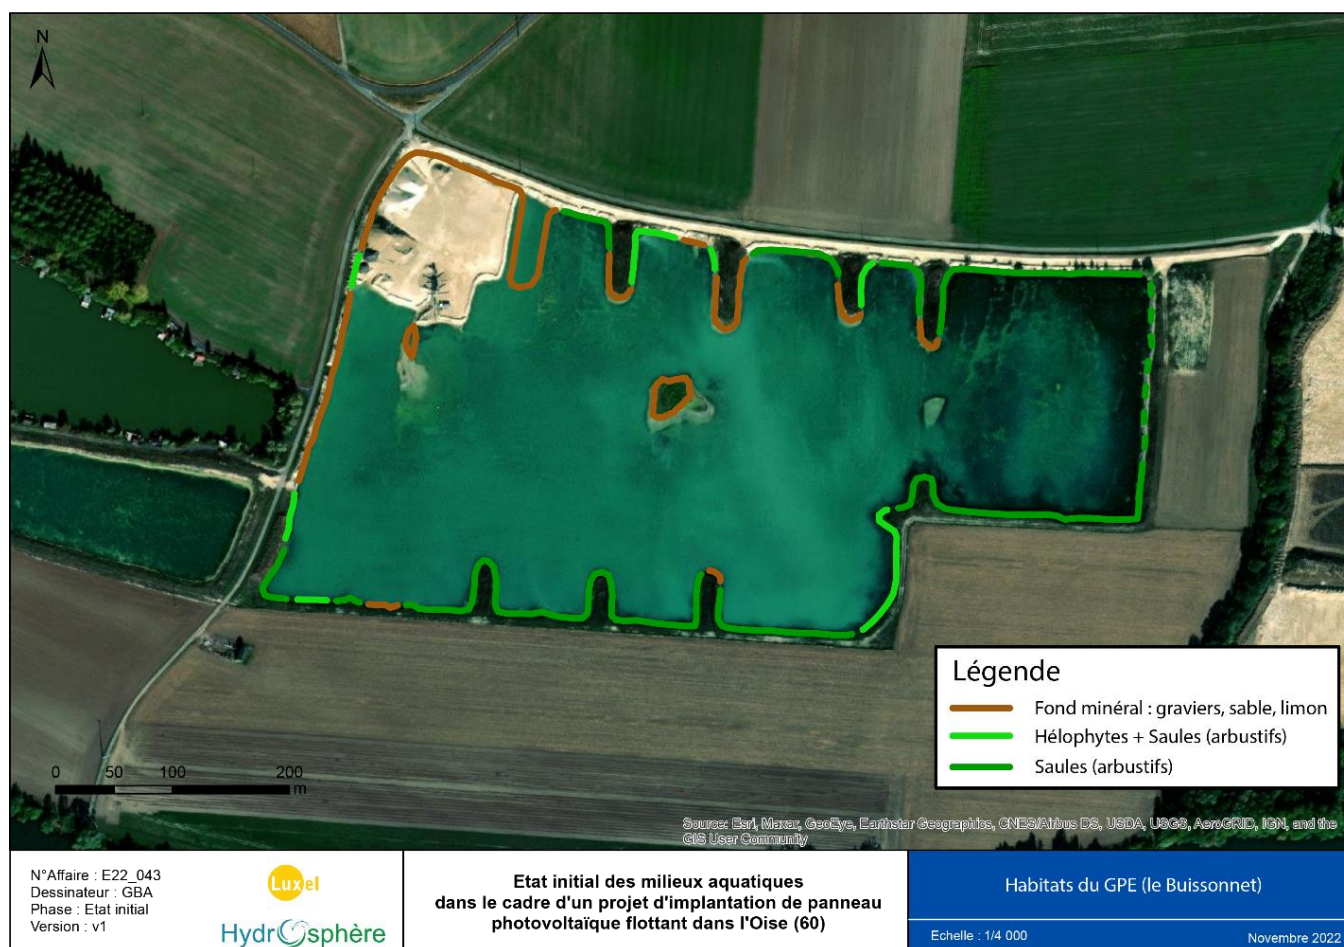 N
Légende
Fond minéral : graviers, sable, limon
Hélophytes + Saules (arbustifs)
Saules (arbustifs)
0 50 100 200
m
Source: Esri, Maxar, GeoEye, Earthstar Geographics, CNES/Airbus DS, USDA, USGS, AeroGRID, IGN, and the
GIS User Community
N°Affaire : E22_043
Dessinateur : GBA
Phase : Etat initial
Version : v1
Luxel
Hydrosphère
Etat initial des milieux aquatiques
dans le cadre d'un projet d'implantation de panneau
photovoltaïque flottant dans l'Oise (60)
Habitats du GPE (le Buissonnet)
Echelle : 1/4 000
Novembre 2022